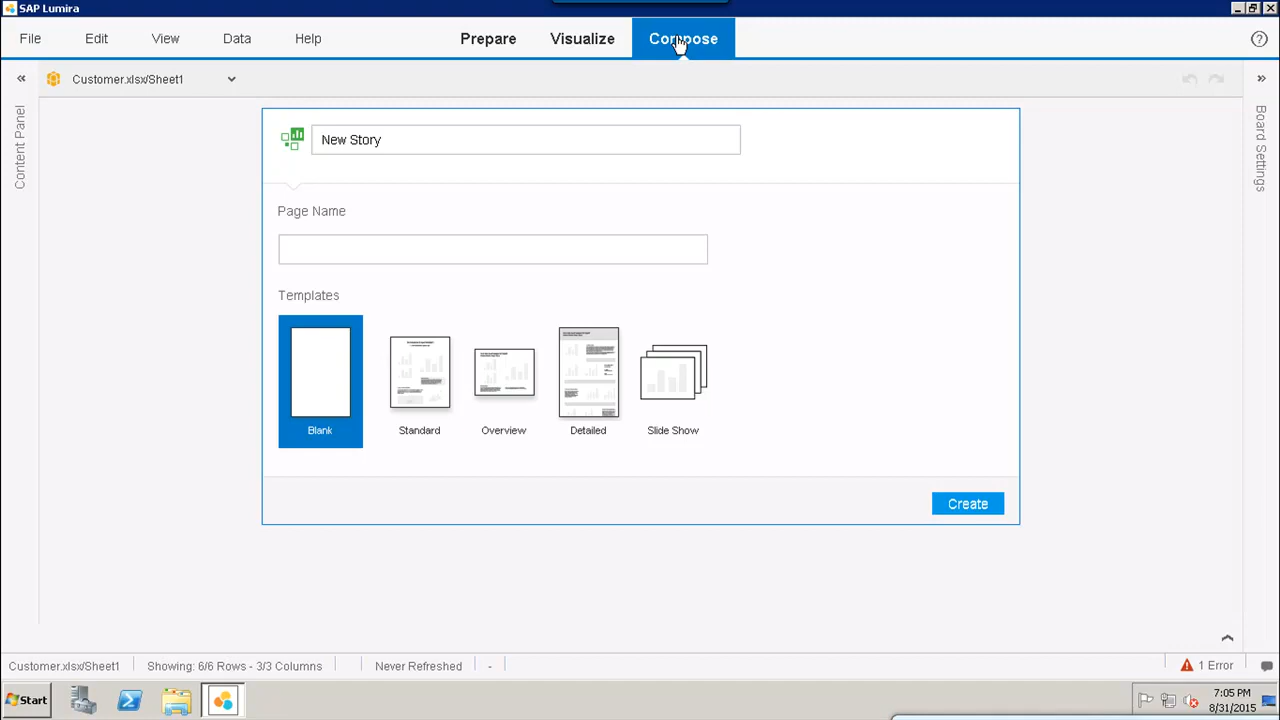 SAP Lumira
File Edit View Data Help Prepare Visualize Compose
Customer.xlsx/Sheet1
Content Panel
Board Settings
New Story
Page Name
Templates
Blank Standard Overview Detailed Slide Show
Create
Customer.xlsx/Sheet1 Showing: 6/6 Rows - 3/3 Columns Never Refreshed - 1 Error
Start 7:05 PM
8/31/2015